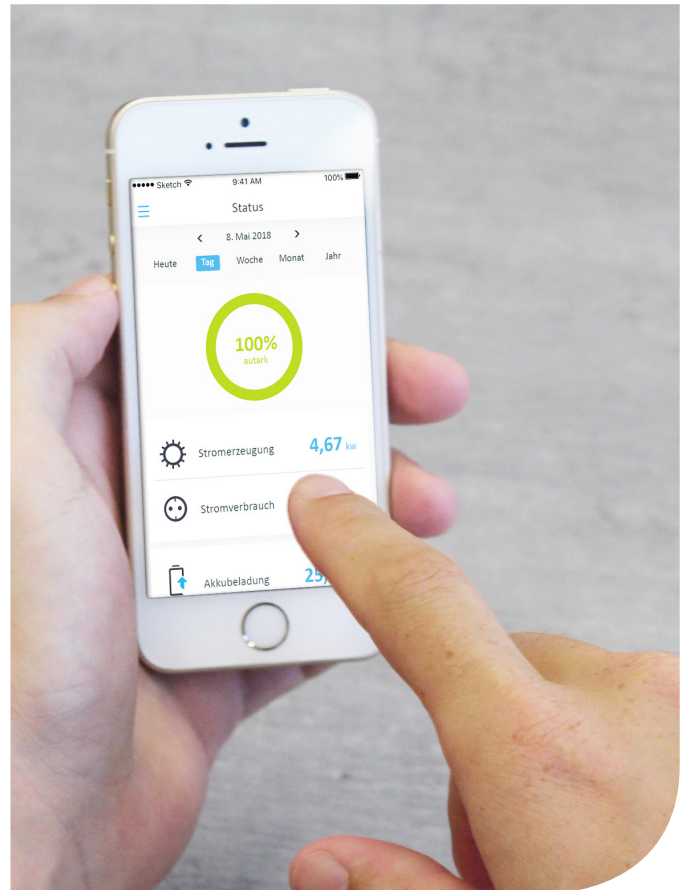 Sketch 9:41 AM 100%
Status
8. Mai 2018
Heute Tag Woche Monat Jahr
100%
autark
Stromerzeugung 4,67 kw
Stromverbrauch
Akkubeladung